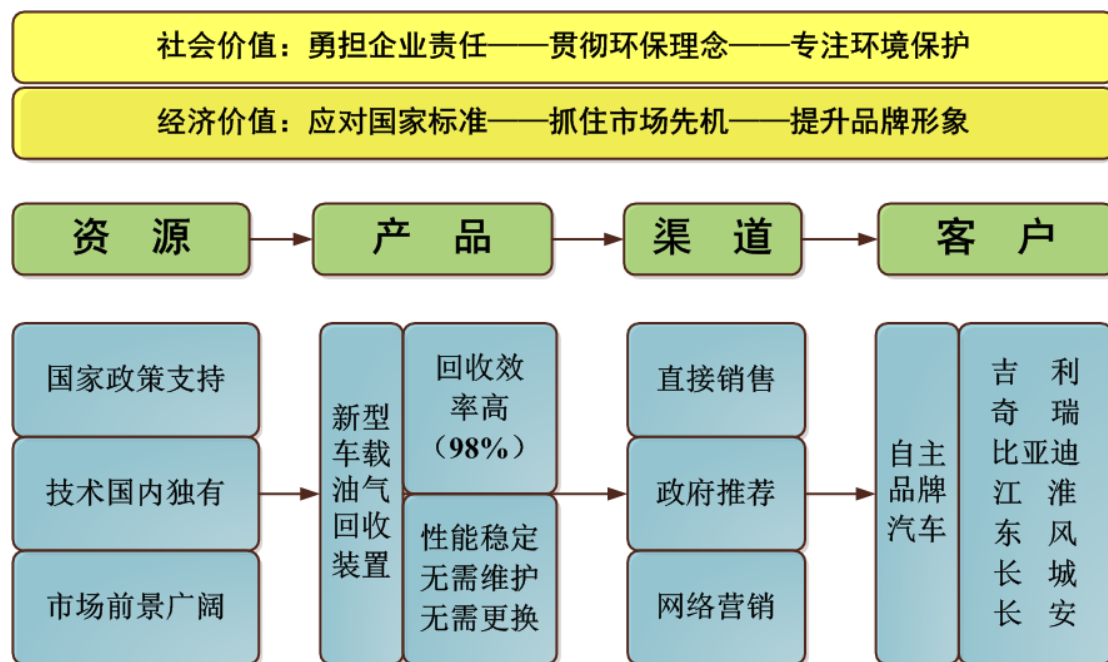 社会价值：勇担企业责任——贯彻环保理念——专注环境保护
经济价值：应对国家标准——抓住市场先机——提升品牌形象
资 源
产 品
渠 道
客 户
国家政策支持
技术国内独有
市场前景广阔
新型
车载
油气
回收
装置
回收效
率高
（98%）
性能稳定
无需维护
无需更换
直接销售
政府推荐
网络营销
自主
品牌
汽车
吉 利
奇 瑞
比亚迪
江 淮
东 风
长 城
长 安